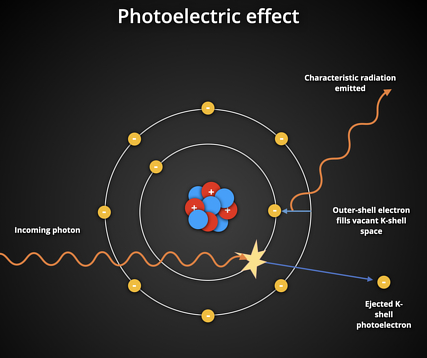 Photoelectric effect
Characteristic radiation
emitted
Outer-shell electron
fills vacant K-shell
space
Incoming photon
Ejected K-
shell
photoelectron